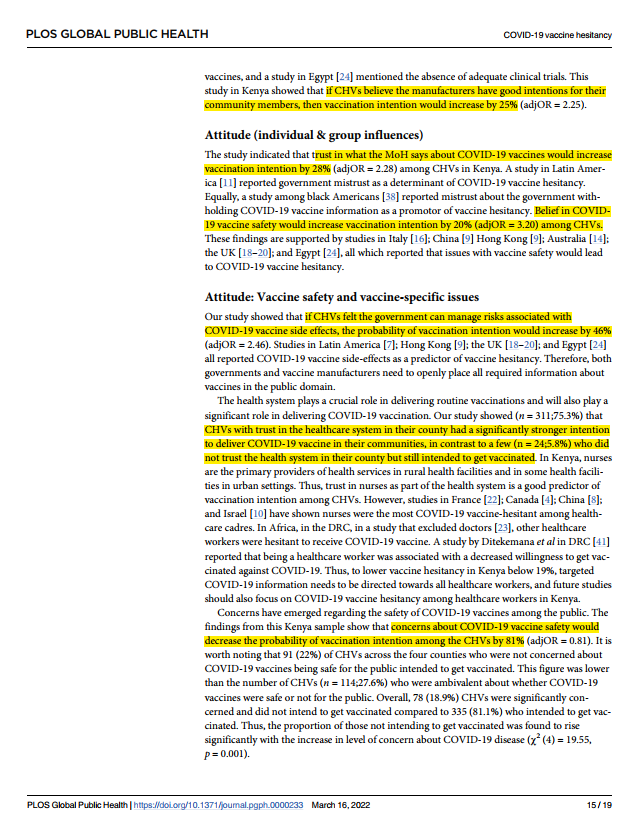 PLOS GLOBAL PUBLIC HEALTH
COVID-19 vaccine hesitancy
vaccines, and a study in Egypt [24] mentioned the absence of adequate clinical trials. This
study in Kenya showed that if CHVs believe the manufacturers have good intentions for their
community members, then vaccination intention would increase by 25% (adjOR = 2.25).
Attitude (individual & group influences)
The study indicated that trust in what the MoH says about COVID-19 vaccines would increase
vaccination intention by 28% (adjOR = 2.28) among CHVs in Kenya. A study in Latin Amer-
ica [11] reported government mistrust as a determinant of COVID-19 vaccine hesitancy.
Equally, a study among black Americans [38] reported mistrust about the government with-
holding COVID-19 vaccine information as a promotor of vaccine hesitancy. Belief in COVID-
19 vaccine safety would increase vaccination intention by 20% (adjOR = 3.20) among CHVs.
These findings are supported by studies in Italy [16]; China [9] Hong Kong [9]; Australia [14];
the UK [18–20]; and Egypt [24], all which reported that issues with vaccine safety would lead
to COVID-19 vaccine hesitancy.
Attitude: Vaccine safety and vaccine-specific issues
Our study showed that if CHVs felt the government can manage risks associated with
COVID-19 vaccine side effects, the probability of vaccination intention would increase by 46%
(adjOR = 2.46). Studies in Latin America [7]; Hong Kong [9]; the UK [18–20]; and Egypt [24]
all reported COVID-19 vaccine side-effects as a predictor of vaccine hesitancy. Therefore, both
governments and vaccine manufacturers need to openly place all required information about
vaccines in the public domain.
The health system plays a crucial role in delivering routine vaccinations and will also play a
significant role in delivering COVID-19 vaccination. Our study showed (n = 311;75.3%) that
CHVs with trust in the healthcare system in their county had a significantly stronger intention
to deliver COVID-19 vaccine in their communities, in contrast to a few (n = 24;5.8%) who did
not trust the health system in their county but still intended to get vaccinated. In Kenya, nurses
are the primary providers of health services in rural health facilities and in some health facili-
ties in urban settings. Thus, trust in nurses as part of the health system is a good predictor of
vaccination intention among CHVs. However, studies in France [22]; Canada [4]; China [8];
and Israel [10] have shown nurses were the most COVID-19 vaccine-hesitant among health-
care cadres. In Africa, in the DRC, in a study that excluded doctors [23], other healthcare
workers were hesitant to receive COVID-19 vaccine. A study by Ditekemana et al in DRC [41]
reported that being a healthcare worker was associated with a decreased willingness to get vac-
cinated against COVID-19. Thus, to lower vaccine hesitancy in Kenya below 19%, targeted
COVID-19 information needs to be directed towards all healthcare workers, and future studies
should also focus on COVID-19 vaccine hesitancy among healthcare workers in Kenya.
Concerns have emerged regarding the safety of COVID-19 vaccines among the public. The
findings from this Kenya sample show that concerns about COVID-19 vaccine safety would
decrease the probability of vaccination intention among the CHVs by 81% (adjOR = 0.81). It is
worth noting that 91 (22%) of CHVs across the four counties who were not concerned about
COVID-19 vaccines being safe for the public intended to get vaccinated. This figure was lower
than the number of CHVs (n = 114;27.6%) who were ambivalent about whether COVID-19
vaccines were safe or not for the public. Overall, 78 (18.9%) CHVs were significantly con-
cerned and did not intend to get vaccinated compared to 335 (81.1%) who intended to get vac-
cinated. Thus, the proportion of those not intending to get vaccinated was found to rise
significantly with the increase in level of concern about COVID-19 disease (χ² (4) = 19.55,
p = 0.001).
PLOS Global Public Health | https://doi.org/10.1371/journal.pgph.0000233 March 16, 2022
15 / 19